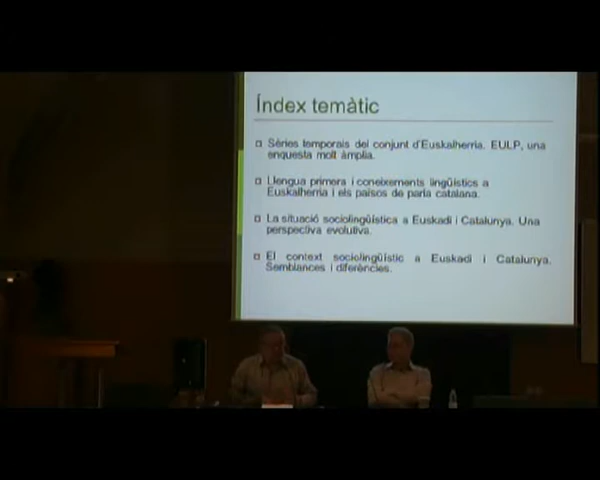 Índex temàtic
Sèries temporals del conjunt d'Euskalherria. EULP, una
enquesta molt àmplia.
Llengua primera i coneixements lingüístics a
Euskalherria i els països de parla catalana.
La situació sociolingüística a Euskadi i Catalunya. Una
perspectiva evolutiva.
El context sociolingüístic a Euskadi i Catalunya.
Semblances i diferències.